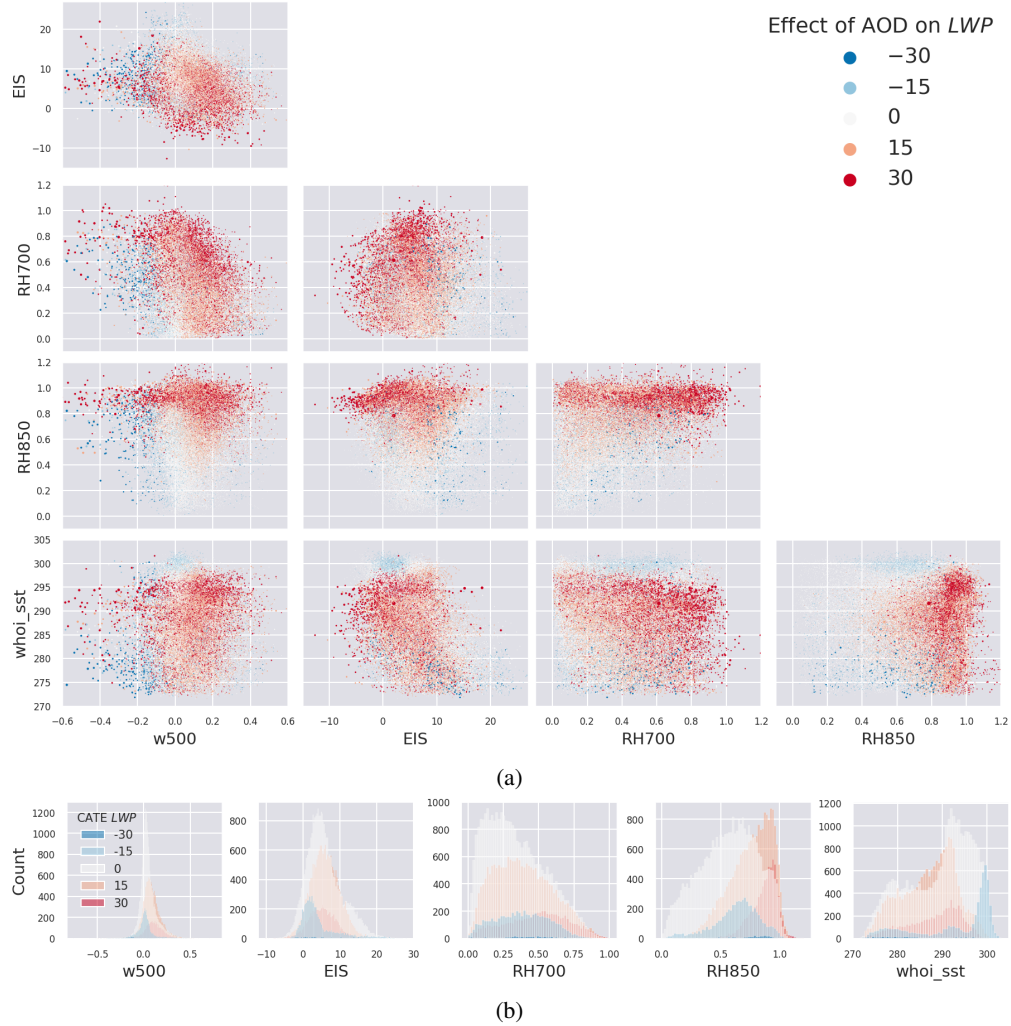 Effect of AOD on LWP
−30
−15
0
15
30
EIS
20
10
0
−10
RH700
1.2
1.0
0.8
0.6
0.4
0.2
0.0
RH850
1.2
1.0
0.8
0.6
0.4
0.2
0.0
whoi_sst
305
300
295
290
285
280
275
270
−0.6 −0.4 −0.2 0.0 0.2 0.4 0.6
−10 0 10 20
0.0 0.2 0.4 0.6 0.8 1.0 1.2
0.0 0.2 0.4 0.6 0.8 1.0 1.2
w500 EIS RH700 RH850
(a)
Count
1200
1000
800
600
400
200
0
CATE LWP
-30
-15
0
15
30
−0.5 0.0 0.5
w500
800
600
400
200
0
−10 0 10 20 30
EIS
1000
800
600
400
200
0
0.00 0.25 0.50 0.75 1.00
RH700
800
600
400
200
0
0.0 0.5 1.0
RH850
1200
1000
800
600
400
200
0
270 280 290 300
whoi_sst
(b)